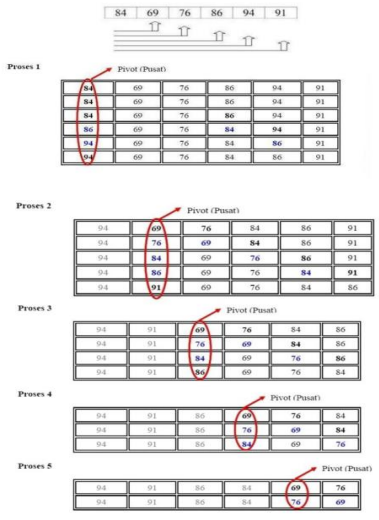 84 69 76 86 94 91
Proses 1
Pivot (Pusat)
84 69 76 86 94 91
84 69 76 86 94 91
84 69 76 86 94 91
86 69 76 84 94 91
94 69 76 84 86 91
94 69 76 84 86 91
Proses 2
Pivot (Pusat)
94 69 76 84 86 91
94 76 69 84 86 91
94 84 69 76 86 91
94 86 69 76 84 91
94 91 69 76 84 86
Proses 3
Pivot (Pusat)
94 91 69 76 84 86
94 91 76 69 84 86
94 91 84 69 76 86
94 91 86 69 76 84
Proses 4
Pivot (Pusat)
94 91 86 69 76 84
94 91 86 76 69 84
94 91 86 84 69 76
Proses 5
Pivot (Pusat)
94 91 86 84 69 76
94 91 86 84 76 69